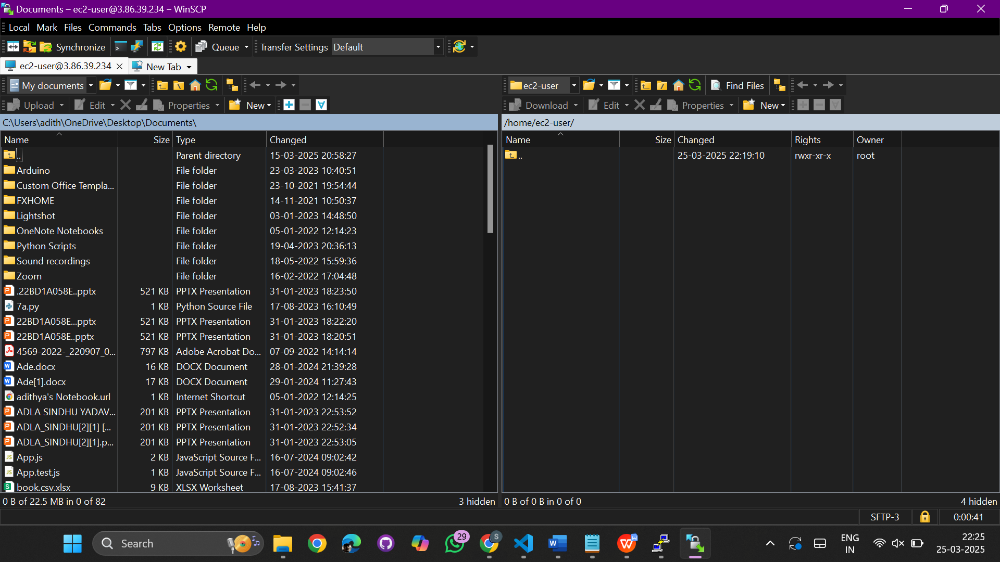 Documents – ec2-user@3.86.39.234 – WinSCP
Local Mark Files Commands Tabs Options Remote Help
Synchronize Queue Transfer Settings Default
ec2-user@3.86.39.234 New Tab
My documents
Upload Edit Properties New
C:\Users\adith\OneDrive\Desktop\Documents\
Name Size Type Changed
.. Parent directory 15-03-2025 20:58:27
Arduino File folder 23-03-2023 10:40:51
Custom Office Templa... File folder 23-10-2021 19:54:44
FXHOME File folder 14-11-2021 10:50:37
Lightshot File folder 03-01-2023 14:48:50
OneNote Notebooks File folder 05-01-2022 12:14:23
Python Scripts File folder 19-04-2023 20:36:13
Sound recordings File folder 18-05-2022 15:59:36
Zoom File folder 16-02-2022 17:04:48
.22BD1A058E..pptx 521 KB PPTX Presentation 31-01-2023 18:23:50
7a.py 1 KB Python Source File 17-08-2023 16:10:49
22BD1A058E...pptx 521 KB PPTX Presentation 31-01-2023 18:22:20
22BD1A058E..pptx 521 KB PPTX Presentation 31-01-2023 18:20:51
4569-2022-_220907_0... 797 KB Adobe Acrobat Do... 07-09-2022 14:14:14
Ade.docx 16 KB DOCX Document 28-01-2024 21:39:28
Ade[1].docx 17 KB DOCX Document 29-01-2024 11:27:43
adithya's Notebook.url 1 KB Internet Shortcut 05-01-2022 12:14:25
ADLA SINDHU YADAV... 201 KB PPTX Presentation 31-01-2023 22:53:52
ADLA_SINDHU[2][1] [... 201 KB PPTX Presentation 31-01-2023 22:52:34
ADLA_SINDHU[2][1].p... 201 KB PPTX Presentation 31-01-2023 22:53:05
App.js 2 KB JavaScript Source F... 16-07-2024 09:02:42
App.test.js 1 KB JavaScript Source F... 16-07-2024 09:02:46
book.csv.xlsx 9 KB XLSX Worksheet 17-08-2023 15:41:37
0 B of 22.5 MB in 0 of 82 3 hidden
ec2-user Find Files
Download Edit Properties New
/home/ec2-user/
Name Size Changed Rights Owner
.. 25-03-2025 22:19:10 rwxr-xr-x root
0 B of 0 B in 0 of 0 4 hidden
SFTP-3 0:00:41
Search 29 S ENG IN 22:25 25-03-2025